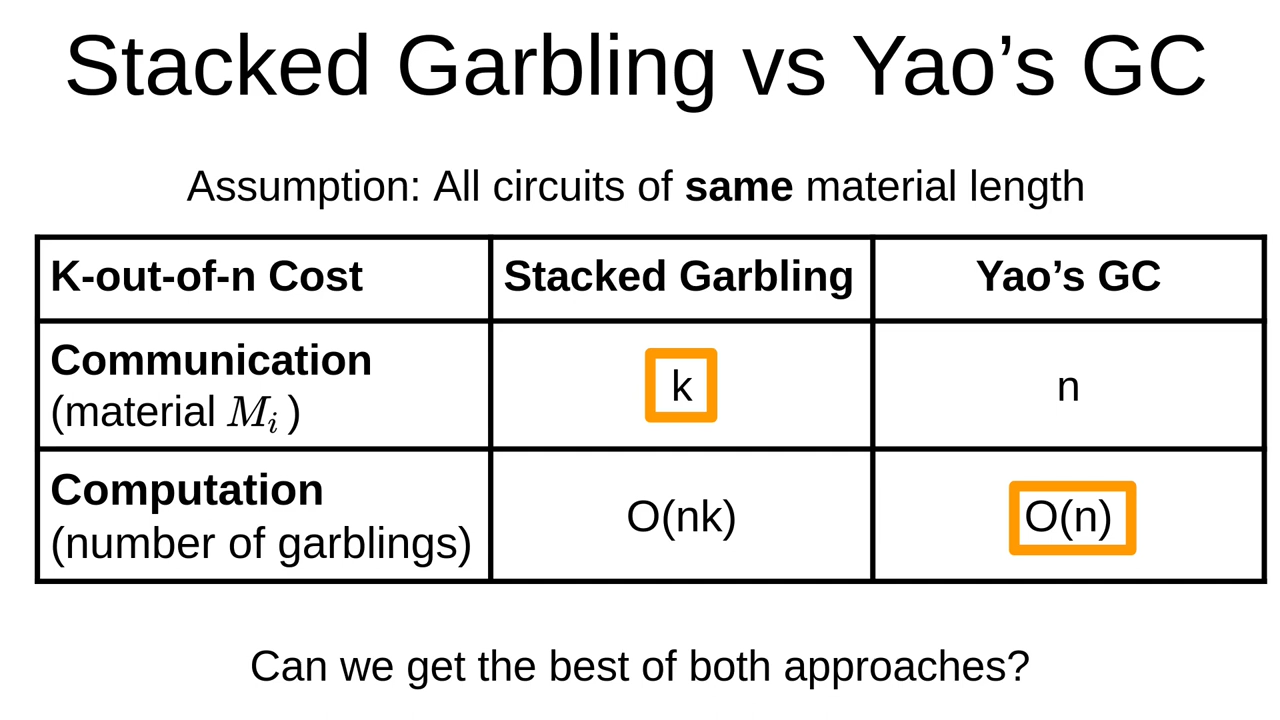 Stacked Garbling vs Yao’s GC
Assumption: All circuits of same material length
K-out-of-n Cost
Stacked Garbling
Yao’s GC
Communication
(material M_i )
k
n
Computation
(number of garblings)
O(nk)
O(n)
Can we get the best of both approaches?